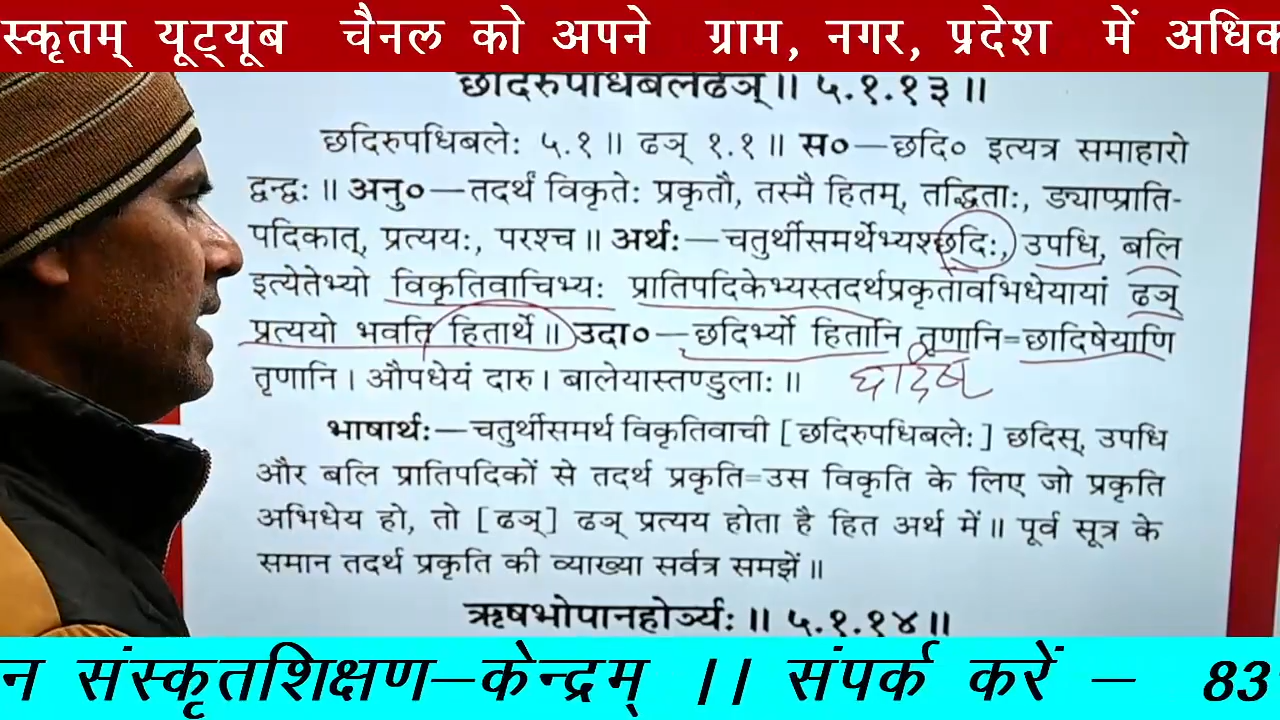 स्कृतम् यूट्यूब चैनल को अपने ग्राम, नगर, प्रदेश में अधिक
छदिरुपधिबलेढञ्॥ ५.१.१३॥
छदिरुपधिबलेः ५.१॥ ढञ् १.१॥ स०—छदि० इत्यत्र समाहारो
द्वन्द्वः॥ अनु०—तदर्थं विकृतेः प्रकृतौ, तस्मै हितम्, तद्धिताः, ङ्याप्प्राति-
पदिकात्, प्रत्ययः, परश्च॥ अर्थः—चतुर्थीसमर्थेभ्यश्छदिः, उपधि, बलि
इत्येतेभ्यो विकृतिवाचिभ्यः प्रातिपदिकेभ्यस्तदर्थप्रकृतावभिधेयायां ढञ्
प्रत्ययो भवति हितार्थे॥ उदा०—छदिर्भ्यो हितानि तृणानि=छादिषेयाणि
तृणानि। औपधेयं दारु। बालेयास्तण्डुलाः॥
छादिष
भाषार्थः—चतुर्थीसमर्थ विकृतिवाची [छदिरुपधिबलेः] छदिस्, उपधि
और बलि प्रातिपदिकों से तदर्थ प्रकृति=उस विकृति के लिए जो प्रकृति
अभिधेय हो, तो [ढञ्] ढञ् प्रत्यय होता है हित अर्थ में॥ पूर्व सूत्र के
समान तदर्थ प्रकृति की व्याख्या सर्वत्र समझें॥
ऋषभोपानहोर्ञ्यः॥ ५.१.१४॥
न संस्कृतशिक्षण–केन्द्रम् || संपर्क करें – 83